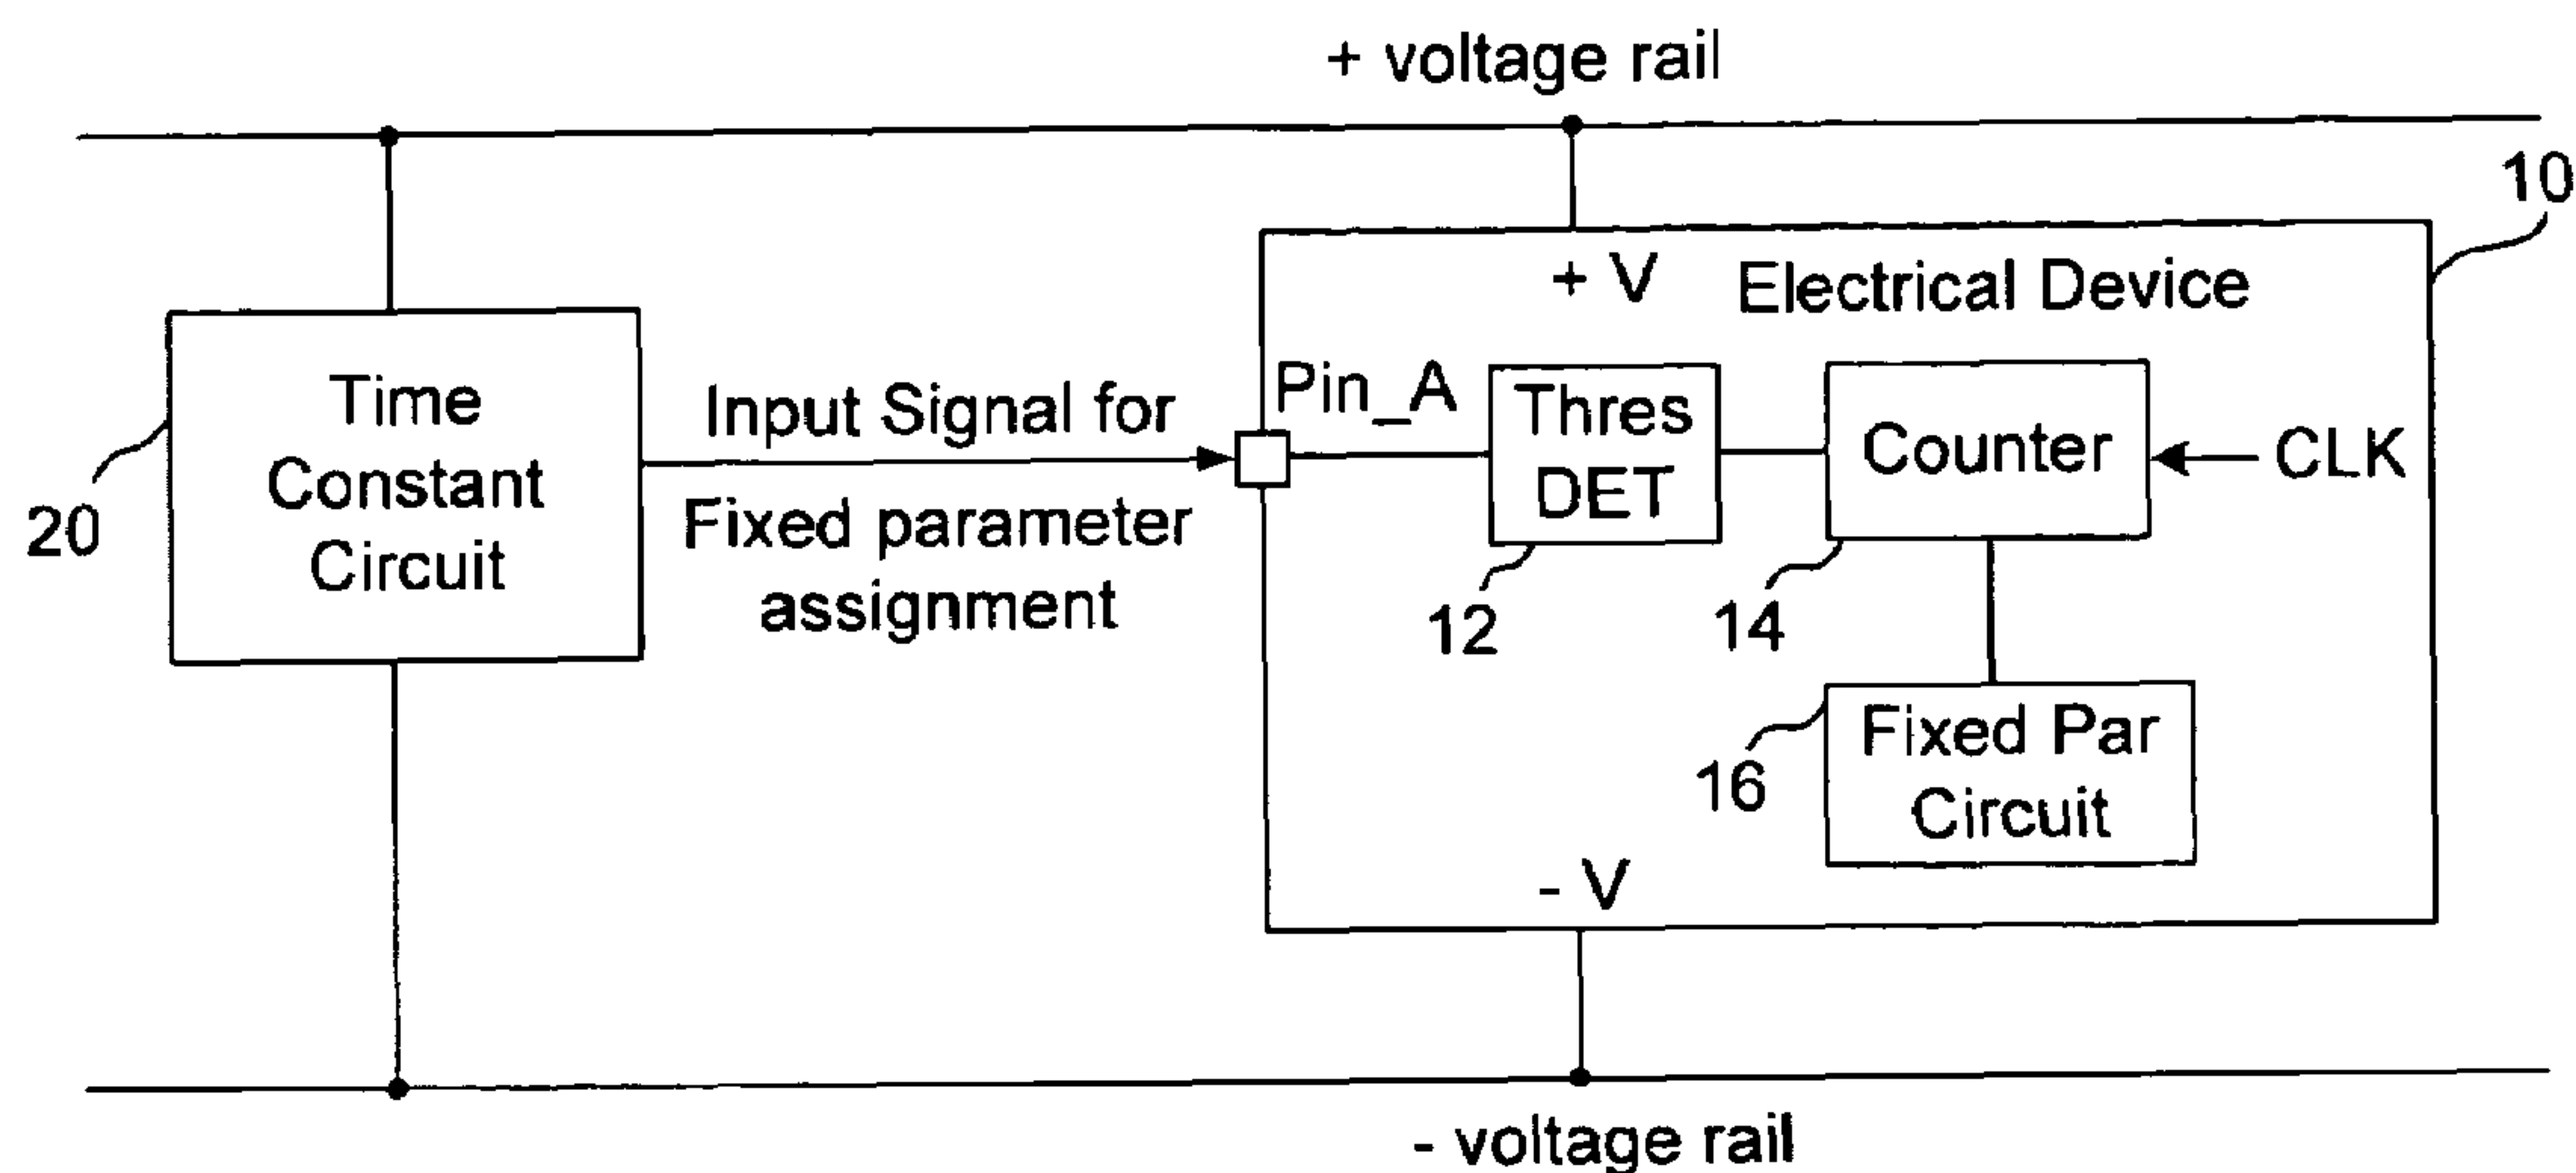 + voltage rail
10
+ V
Electrical Device
Time
Constant
Circuit
20
Input Signal for
Fixed parameter
assignment
Pin_A
Thres
DET
12
Counter
14
CLK
Fixed Par
Circuit
16
- V
- voltage rail